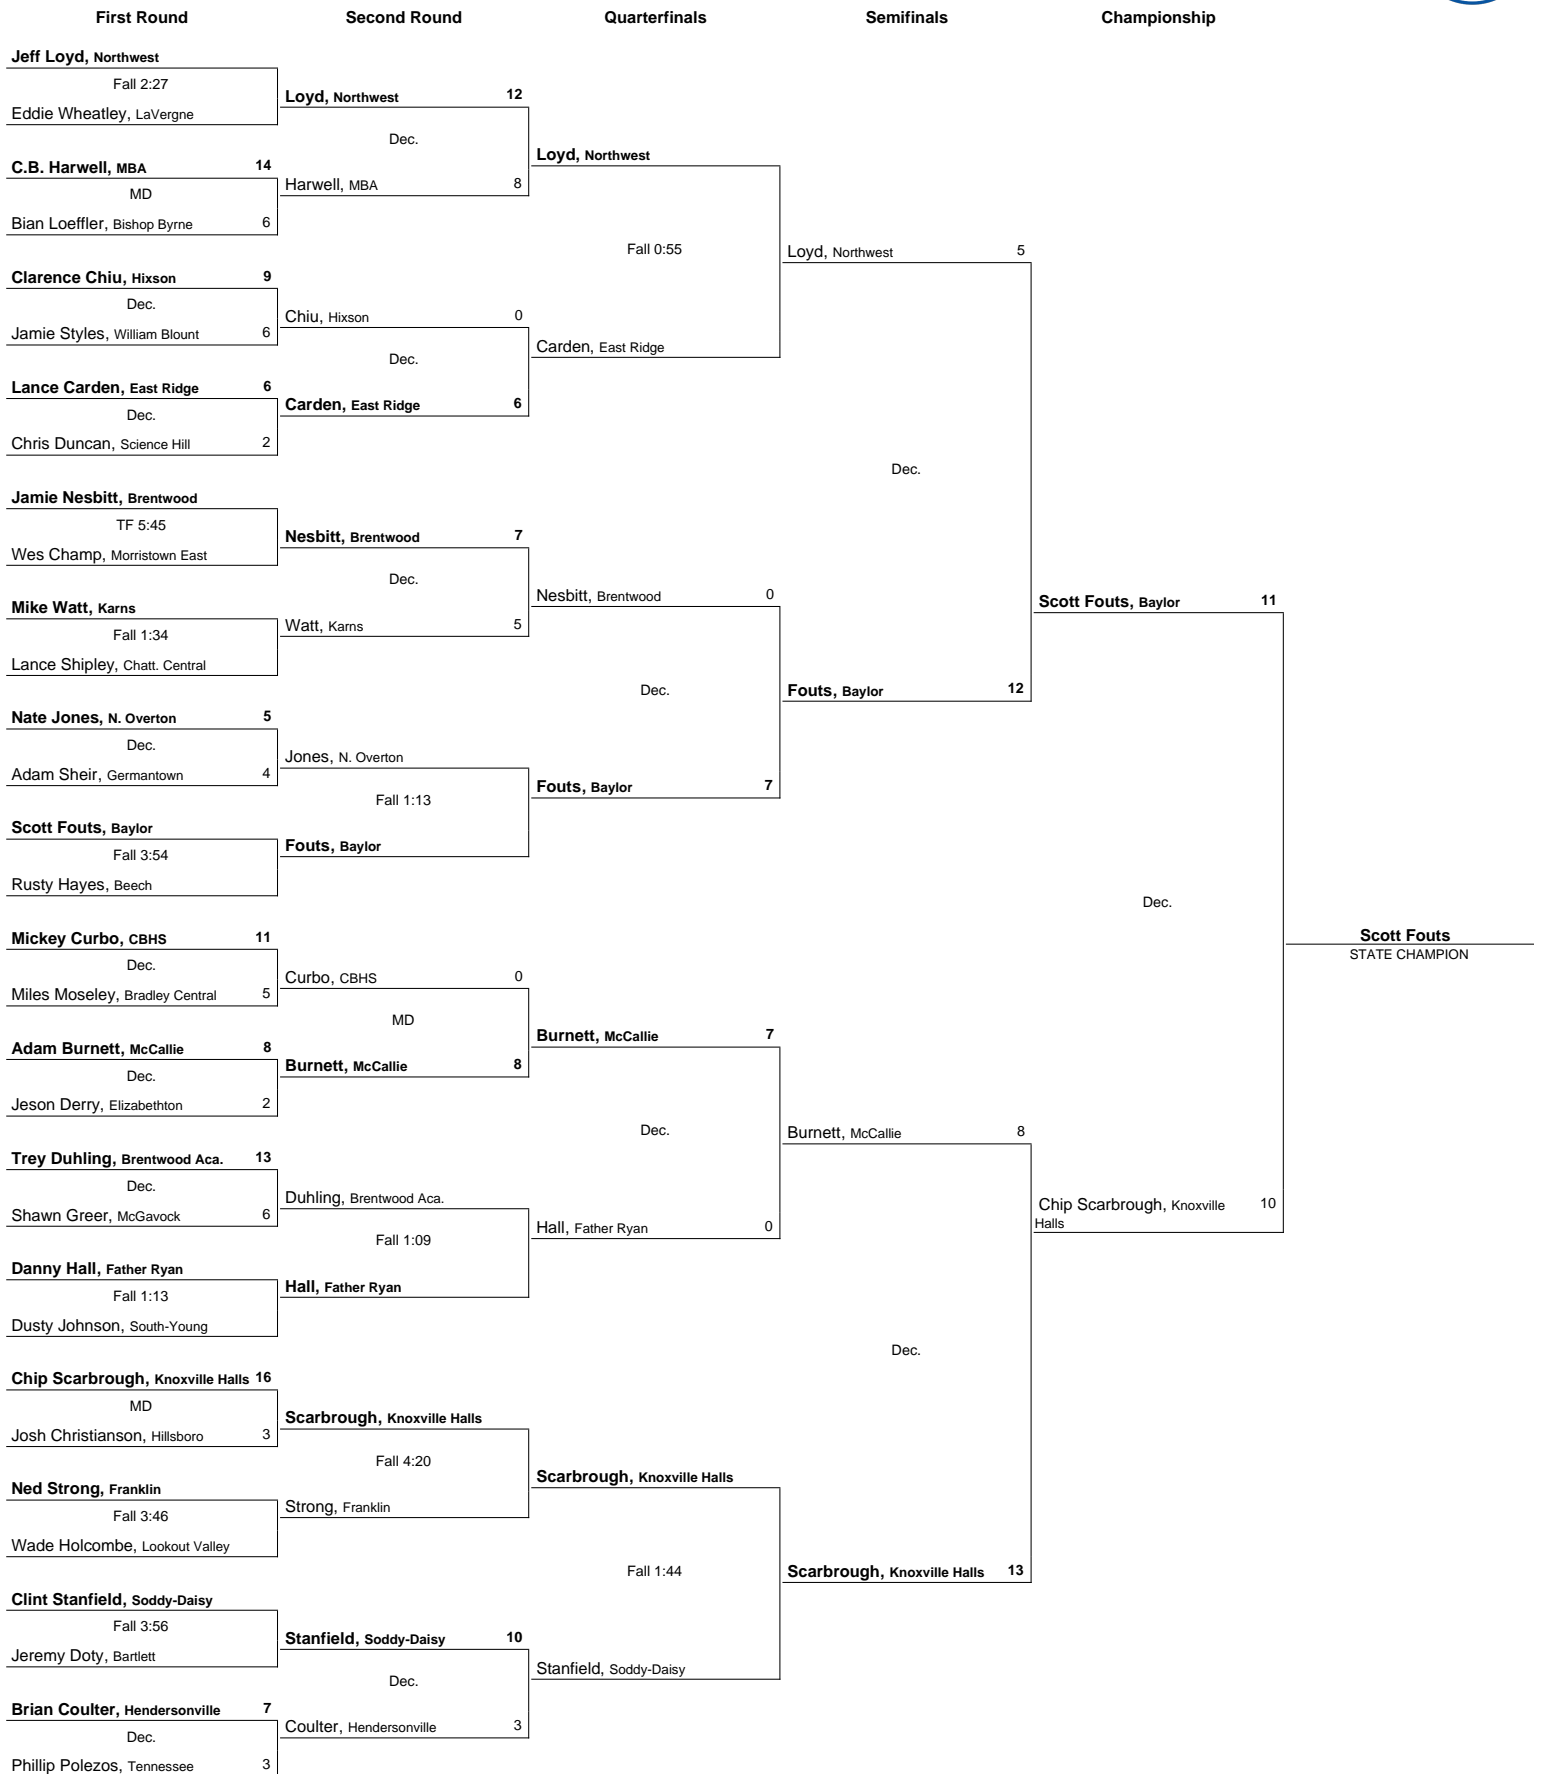 First Round Second Round Quarterfinals Semifinals Championship
Jeff Loyd, Northwest
Fall 2:27
Eddie Wheatley, LaVergne
C.B. Harwell, MBA 14
MD
Bian Loeffler, Bishop Byrne 6
Clarence Chiu, Hixson 9
Dec.
Jamie Styles, William Blount 6
Lance Carden, East Ridge 6
Dec.
Chris Duncan, Science Hill 2
Jamie Nesbitt, Brentwood
TF 5:45
Wes Champ, Morristown East
Mike Watt, Karns
Fall 1:34
Lance Shipley, Chatt. Central
Nate Jones, N. Overton 5
Dec.
Adam Sheir, Germantown 4
Scott Fouts, Baylor
Fall 3:54
Rusty Hayes, Beech
Mickey Curbo, CBHS 11
Dec.
Miles Moseley, Bradley Central 5
Adam Burnett, McCallie 8
Dec.
Jeson Derry, Elizabethton 2
Trey Duhling, Brentwood Aca. 13
Dec.
Shawn Greer, McGavock 6
Danny Hall, Father Ryan
Fall 1:13
Dusty Johnson, South-Young
Chip Scarbrough, Knoxville Halls 16
MD
Josh Christianson, Hillsboro 3
Ned Strong, Franklin
Fall 3:46
Wade Holcombe, Lookout Valley
Clint Stanfield, Soddy-Daisy
Fall 3:56
Jeremy Doty, Bartlett
Brian Coulter, Hendersonville 7
Dec.
Phillip Polezos, Tennessee 3
Loyd, Northwest 12
Dec.
Harwell, MBA 8
Chiu, Hixson 0
Dec.
Carden, East Ridge 6
Nesbitt, Brentwood 7
Dec.
Watt, Karns 5
Jones, N. Overton
Fall 1:13
Fouts, Baylor
Curbo, CBHS 0
MD
Burnett, McCallie 8
Duhling, Brentwood Aca.
Fall 1:09
Hall, Father Ryan
Scarbrough, Knoxville Halls
Fall 4:20
Strong, Franklin
Stanfield, Soddy-Daisy 10
Dec.
Coulter, Hendersonville 3
Loyd, Northwest
Fall 0:55
Carden, East Ridge
Nesbitt, Brentwood 0
Dec.
Fouts, Baylor 7
Burnett, McCallie 7
Dec.
Hall, Father Ryan 0
Scarbrough, Knoxville Halls
Fall 1:44
Stanfield, Soddy-Daisy
Loyd, Northwest 5
Dec.
Fouts, Baylor 12
Burnett, McCallie 8
Dec.
Scarbrough, Knoxville Halls 13
Scott Fouts, Baylor 11
Dec.
Chip Scarbrough, Knoxville 10
Halls
Scott Fouts
STATE CHAMPION